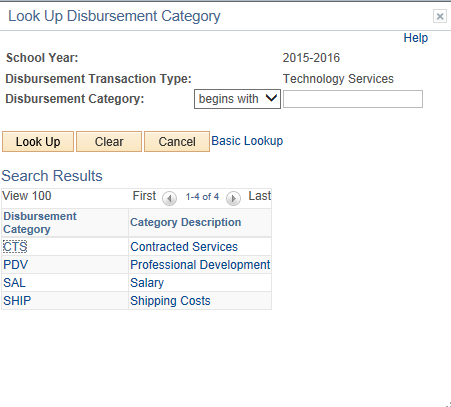 Look Up Disbursement Category
Help
School Year: 2015-2016
Disbursement Transaction Type: Technology Services
Disbursement Category: begins with
Look Up Clear Cancel Basic Lookup
Search Results
View 100 First 1-4 of 4 Last
Disbursement Category Category Description
CTS Contracted Services
PDV Professional Development
SAL Salary
SHIP Shipping Costs